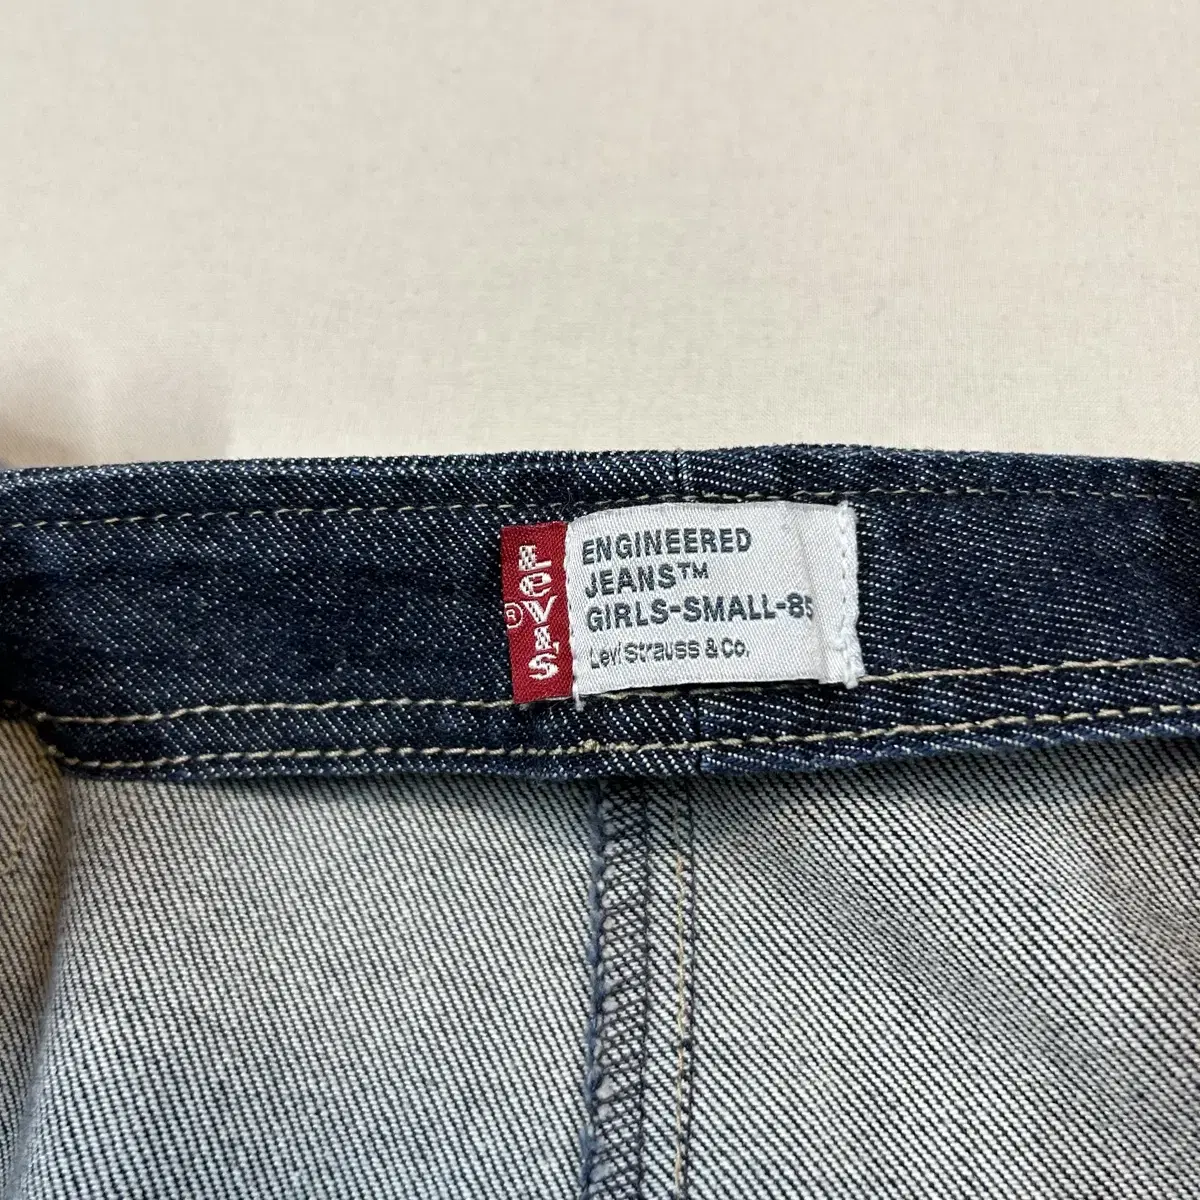 LeVI'S
®
ENGINEERED
JEANS™
GIRLS-SMALL-85
Levi Strauss & Co.